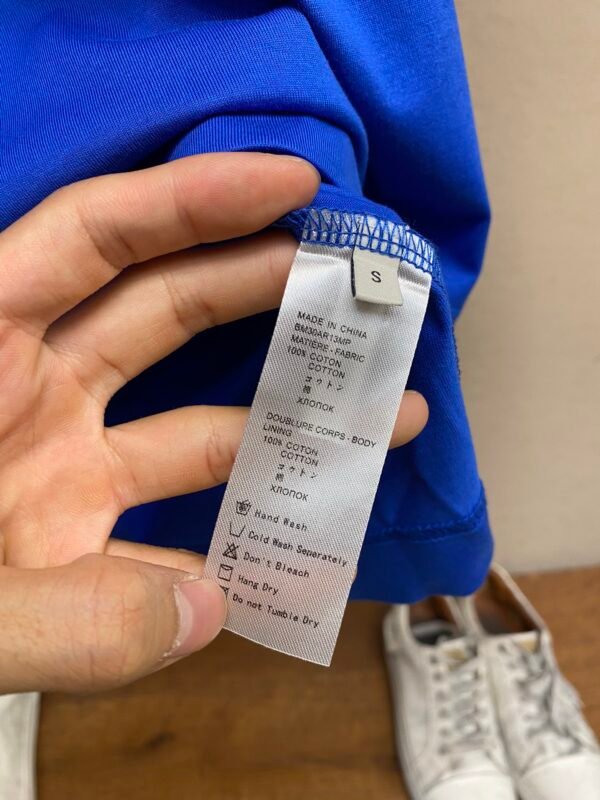 S
MADE IN CHINA
BM30AR13MP
MATIÈRE - FABRIC
100% COTON
COTTON
コットン
棉
ХЛОПОК
DOUBLURE CORPS - BODY
LINING
100% COTON
COTTON
コットン
棉
ХЛОПОК
Hand Wash
Cold Wash Seperately
Don't Bleach
Hang Dry
Do not Tumble Dry